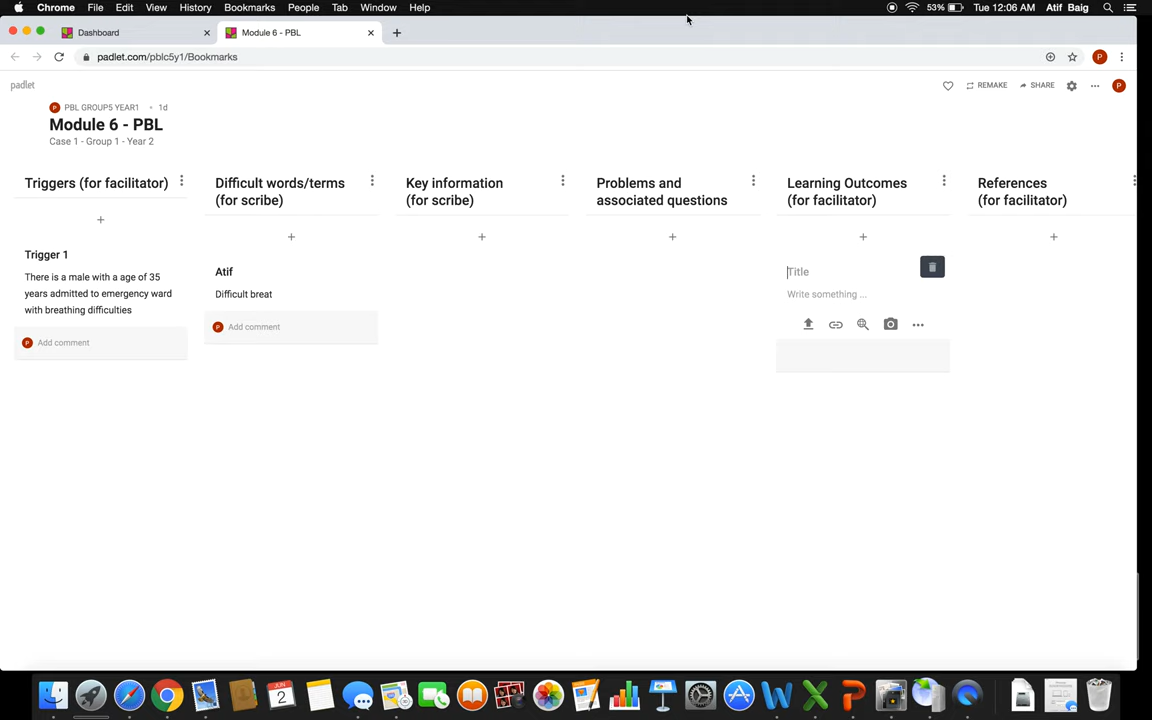 Chrome File Edit View History Bookmarks People Tab Window Help 53% Tue 12:06 AM Atif Baig
Dashboard Module 6 - PBL
padlet.com/pblc5y1/Bookmarks P
padlet REMAKE SHARE P
P PBL GROUP5 YEAR1 • 1d
Module 6 - PBL
Case 1 - Group 1 - Year 2
Triggers (for facilitator)
Trigger 1
There is a male with a age of 35
years admitted to emergency ward
with breathing difficulties
P Add comment
Difficult words/terms
(for scribe)
Atif
Difficult breat
P Add comment
Key information
(for scribe)
Problems and
associated questions
Learning Outcomes
(for facilitator)
Title
Write something ...
References
(for facilitator)
JUN
2